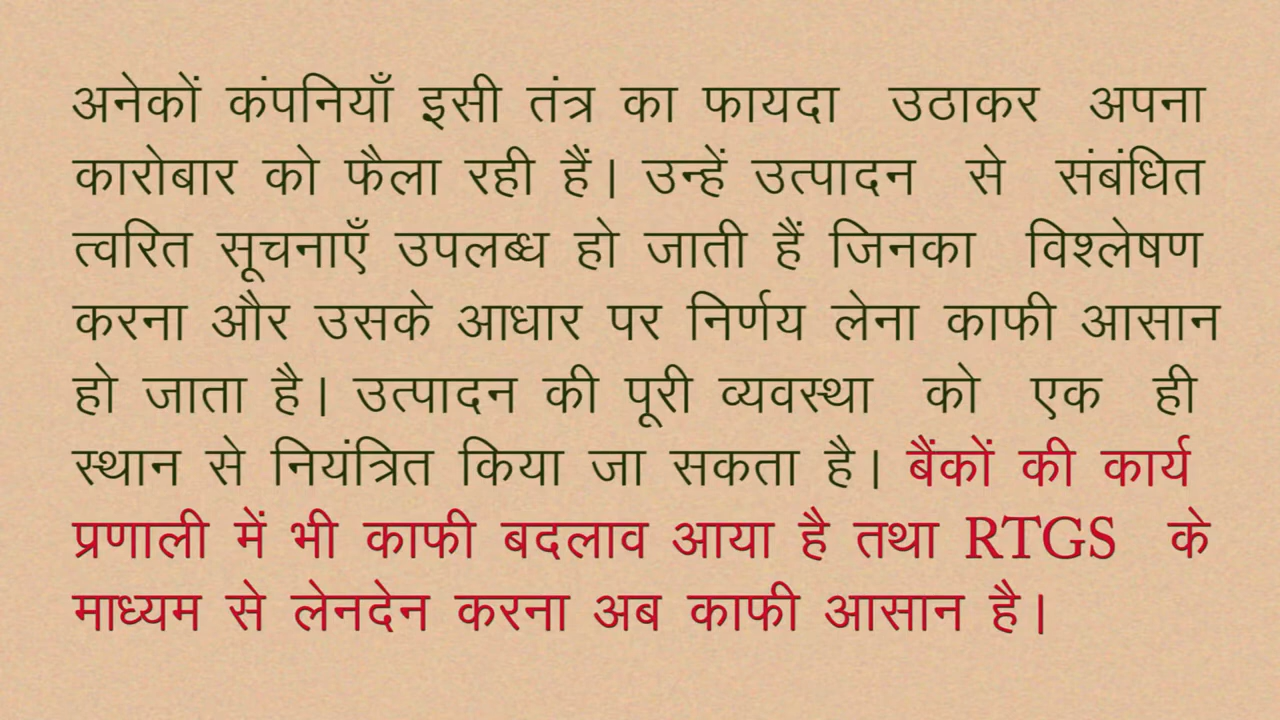 अनेकों कंपनियाँ इसी तंत्र का फायदा उठाकर अपना
कारोबार को फैला रही हैं। उन्हें उत्पादन से संबंधित
त्वरित सूचनाएँ उपलब्ध हो जाती हैं जिनका विश्लेषण
करना और उसके आधार पर निर्णय लेना काफी आसान
हो जाता है। उत्पादन की पूरी व्यवस्था को एक ही
स्थान से नियंत्रित किया जा सकता है। बैंकों की कार्य
प्रणाली में भी काफी बदलाव आया है तथा RTGS के
माध्यम से लेनदेन करना अब काफी आसान है।